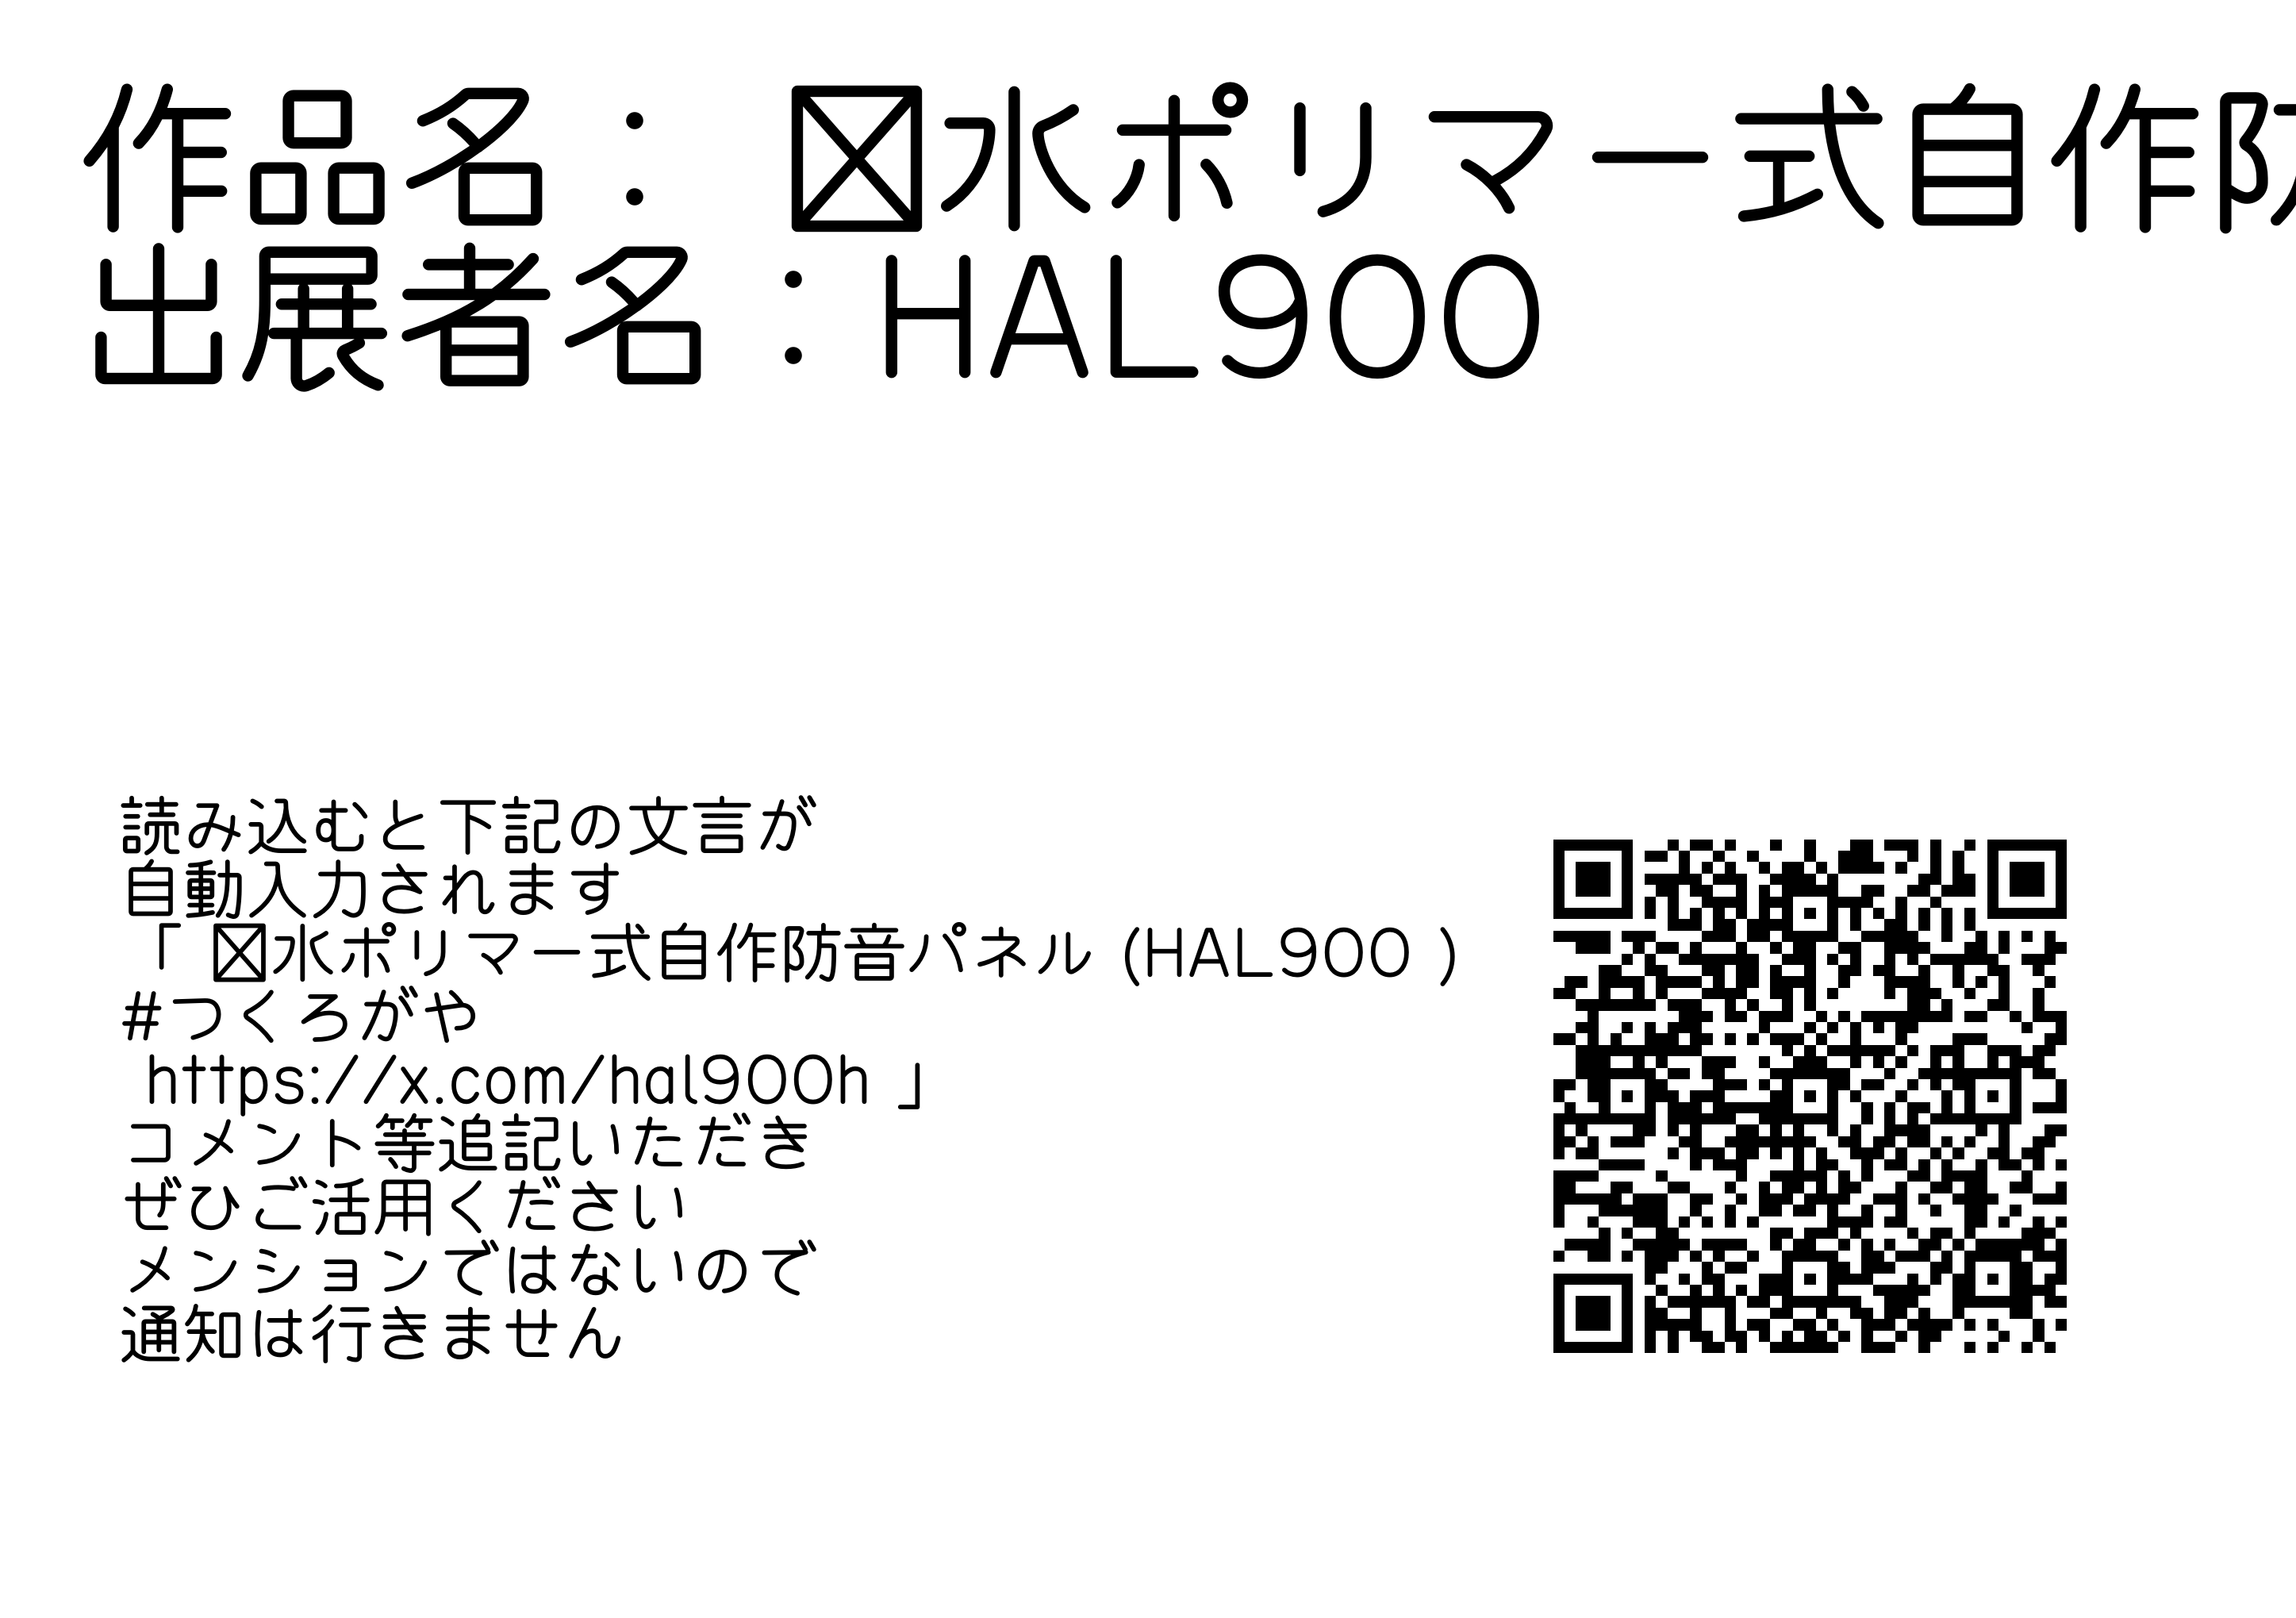 作品名： 水ポリマー式自作防
出展者名：HAL900
読み込むと下記の文言が
自動入力されます
「 水ポリマー式自作防音パネル (HAL900 )
#つくろがや
https://x.com/hal900h 」
コメント等追記いただき
ぜひご活用ください
メンションではないので
通知は行きません